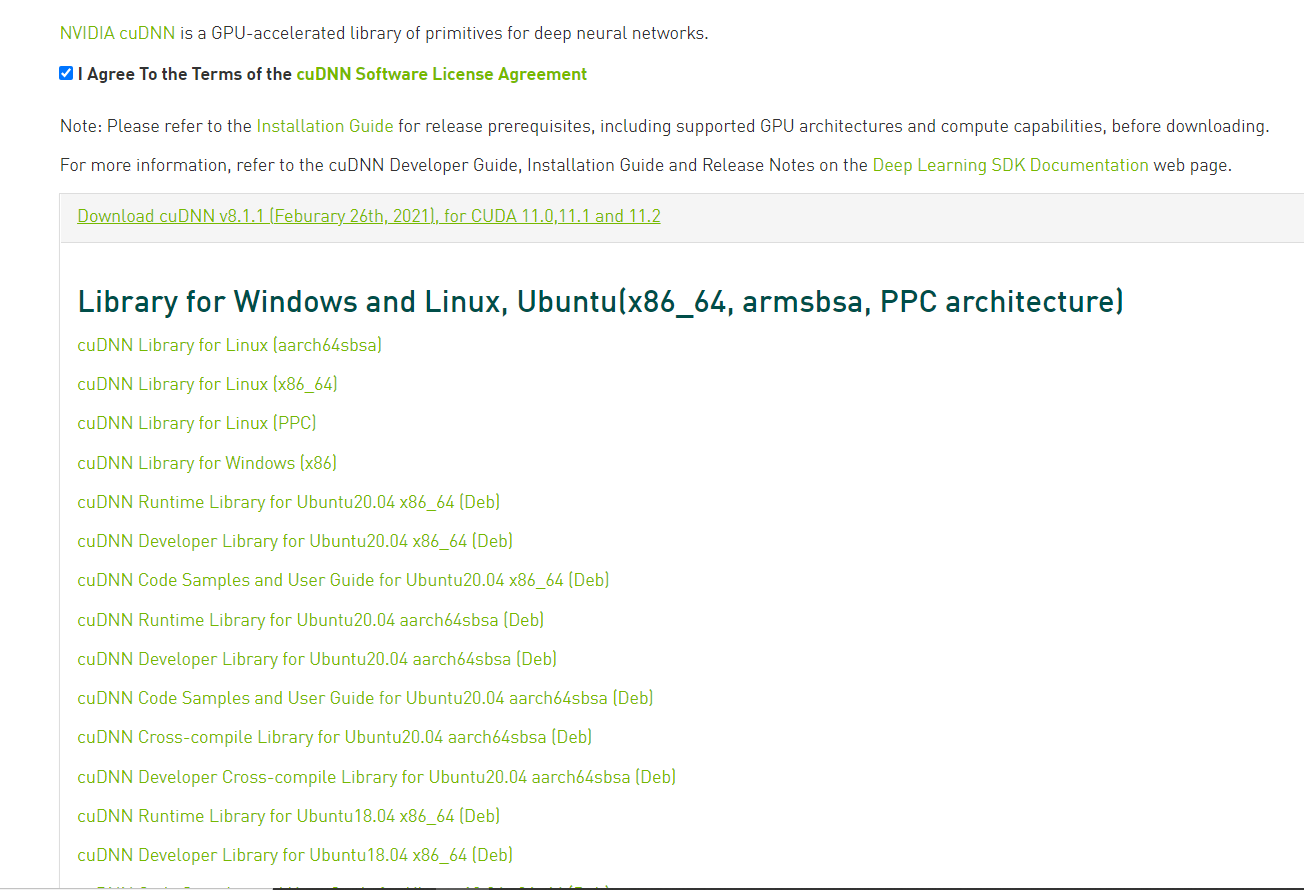 NVIDIA cuDNN is a GPU-accelerated library of primitives for deep neural networks.
I Agree To the Terms of the cuDNN Software License Agreement
Note: Please refer to the Installation Guide for release prerequisites, including supported GPU architectures and compute capabilities, before downloading.
For more information, refer to the cuDNN Developer Guide, Installation Guide and Release Notes on the Deep Learning SDK Documentation web page.
Download cuDNN v8.1.1 (Feburary 26th, 2021), for CUDA 11.0,11.1 and 11.2
Library for Windows and Linux, Ubuntu(x86_64, armsbsa, PPC architecture)
cuDNN Library for Linux (aarch64sbsa)
cuDNN Library for Linux (x86_64)
cuDNN Library for Linux (PPC)
cuDNN Library for Windows (x86)
cuDNN Runtime Library for Ubuntu20.04 x86_64 (Deb)
cuDNN Developer Library for Ubuntu20.04 x86_64 (Deb)
cuDNN Code Samples and User Guide for Ubuntu20.04 x86_64 (Deb)
cuDNN Runtime Library for Ubuntu20.04 aarch64sbsa (Deb)
cuDNN Developer Library for Ubuntu20.04 aarch64sbsa (Deb)
cuDNN Code Samples and User Guide for Ubuntu20.04 aarch64sbsa (Deb)
cuDNN Cross-compile Library for Ubuntu20.04 aarch64sbsa (Deb)
cuDNN Developer Cross-compile Library for Ubuntu20.04 aarch64sbsa (Deb)
cuDNN Runtime Library for Ubuntu18.04 x86_64 (Deb)
cuDNN Developer Library for Ubuntu18.04 x86_64 (Deb)